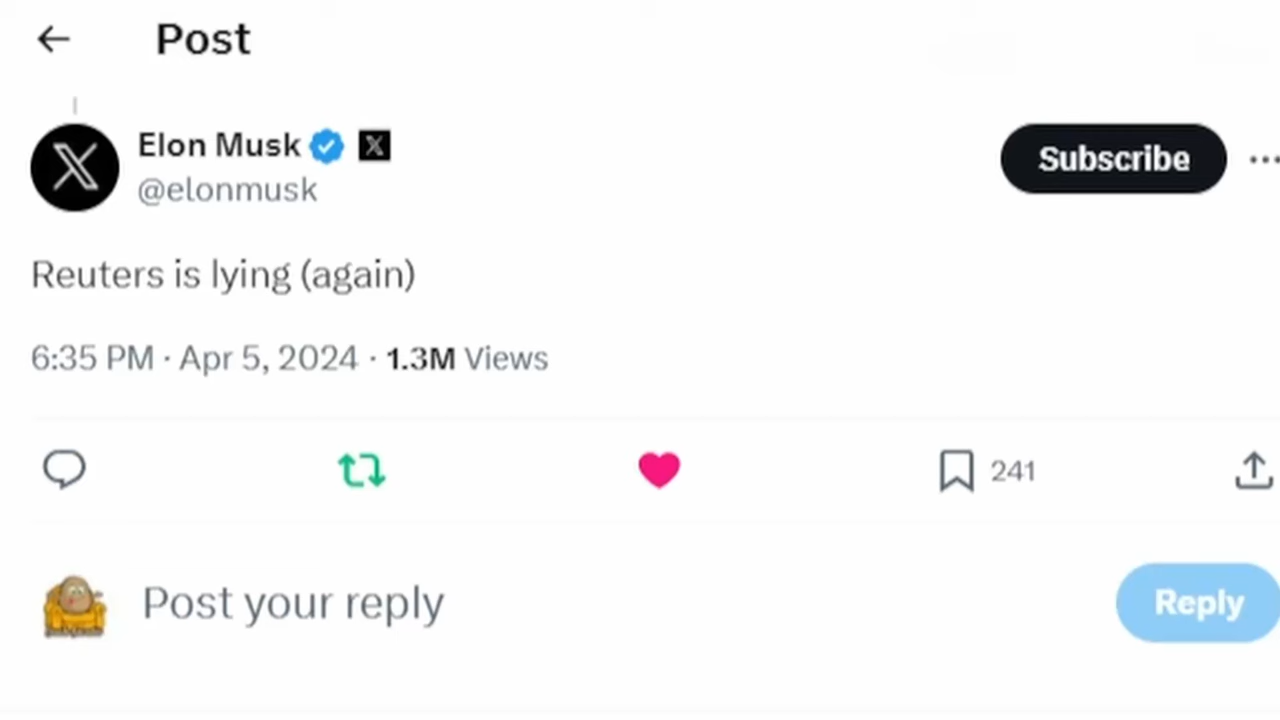 Post
Elon Musk
Subscribe
@elonmusk
Reuters is lying (again)
6:35 PM · Apr 5, 2024 · 1.3M Views
241
Post your reply
Reply